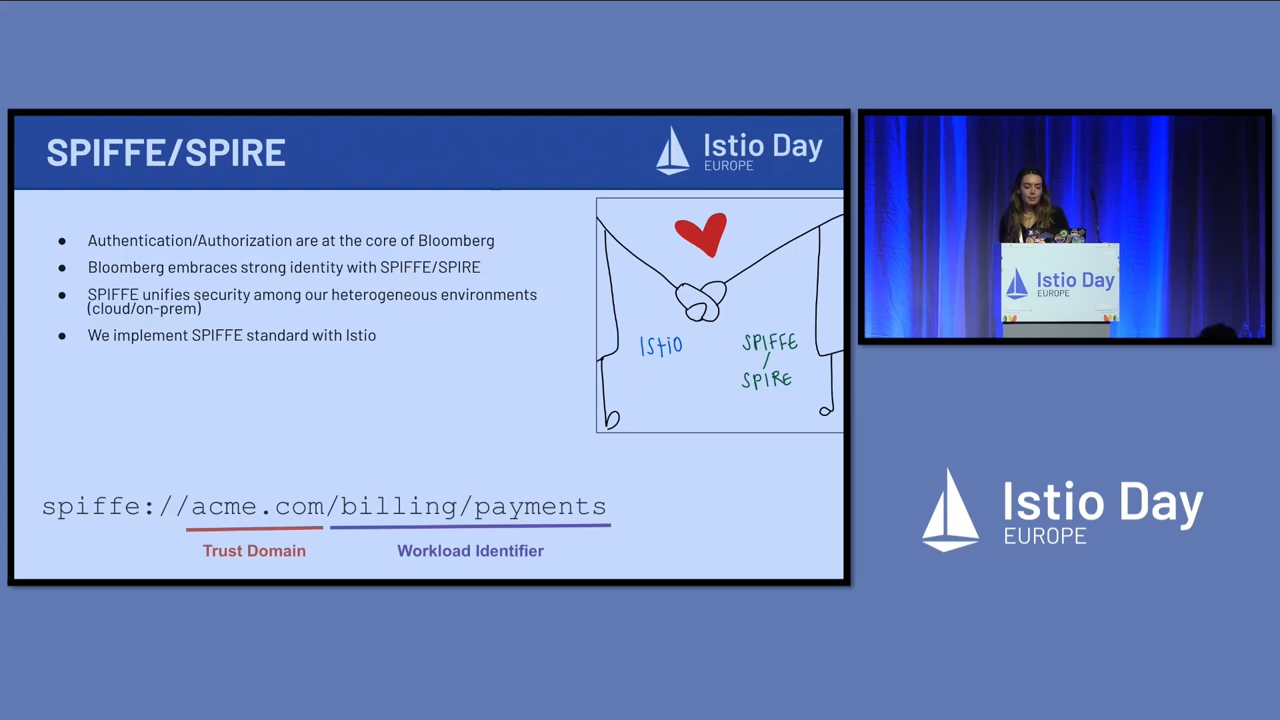 SPIFFE/SPIRE
Istio Day
EUROPE
● Authentication/Authorization are at the core of Bloomberg
● Bloomberg embraces strong identity with SPIFFE/SPIRE
● SPIFFE unifies security among our heterogeneous environments
(cloud/on-prem)
● We implement SPIFFE standard with Istio
IStiO
SPIFFE
/
SPIRE
spiffe://acme.com/billing/payments
Trust Domain
Workload Identifier
Istio Day
EUROPE
Istio Day
EUROPE